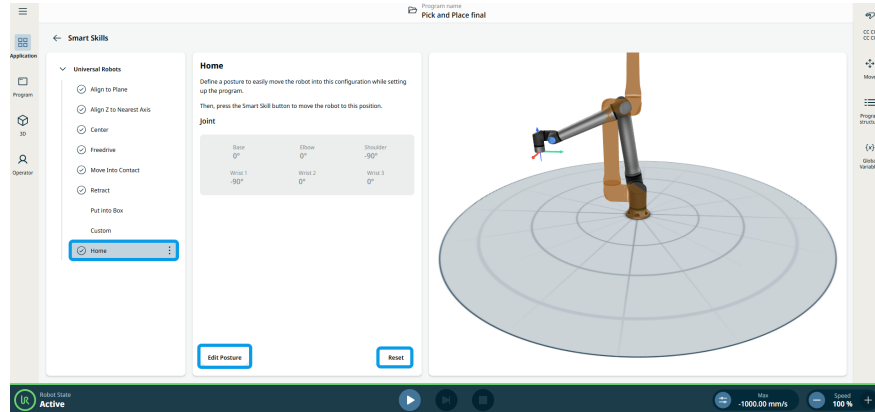 Program name
Pick and Place final
Smart Skills
Application
Program
3D
Operator
Universal Robots
Align to Plane
Align Z to Nearest Axis
Center
Freedrive
Move Into Contact
Retract
Put into Box
Custom
Home
Home
Define a posture to easily move the robot into this configuration while setting
up the program.
Then, press the Smart Skill button to move the robot to this position.
Joint
Base
Elbow
Shoulder
0°
0°
-90°
Wrist 1
Wrist 2
Wrist 3
-90°
0°
0°
Edit Posture
Reset
Move
{x}
Robot State
Active
Max
-1000.00 mm/s
Speed
100 %